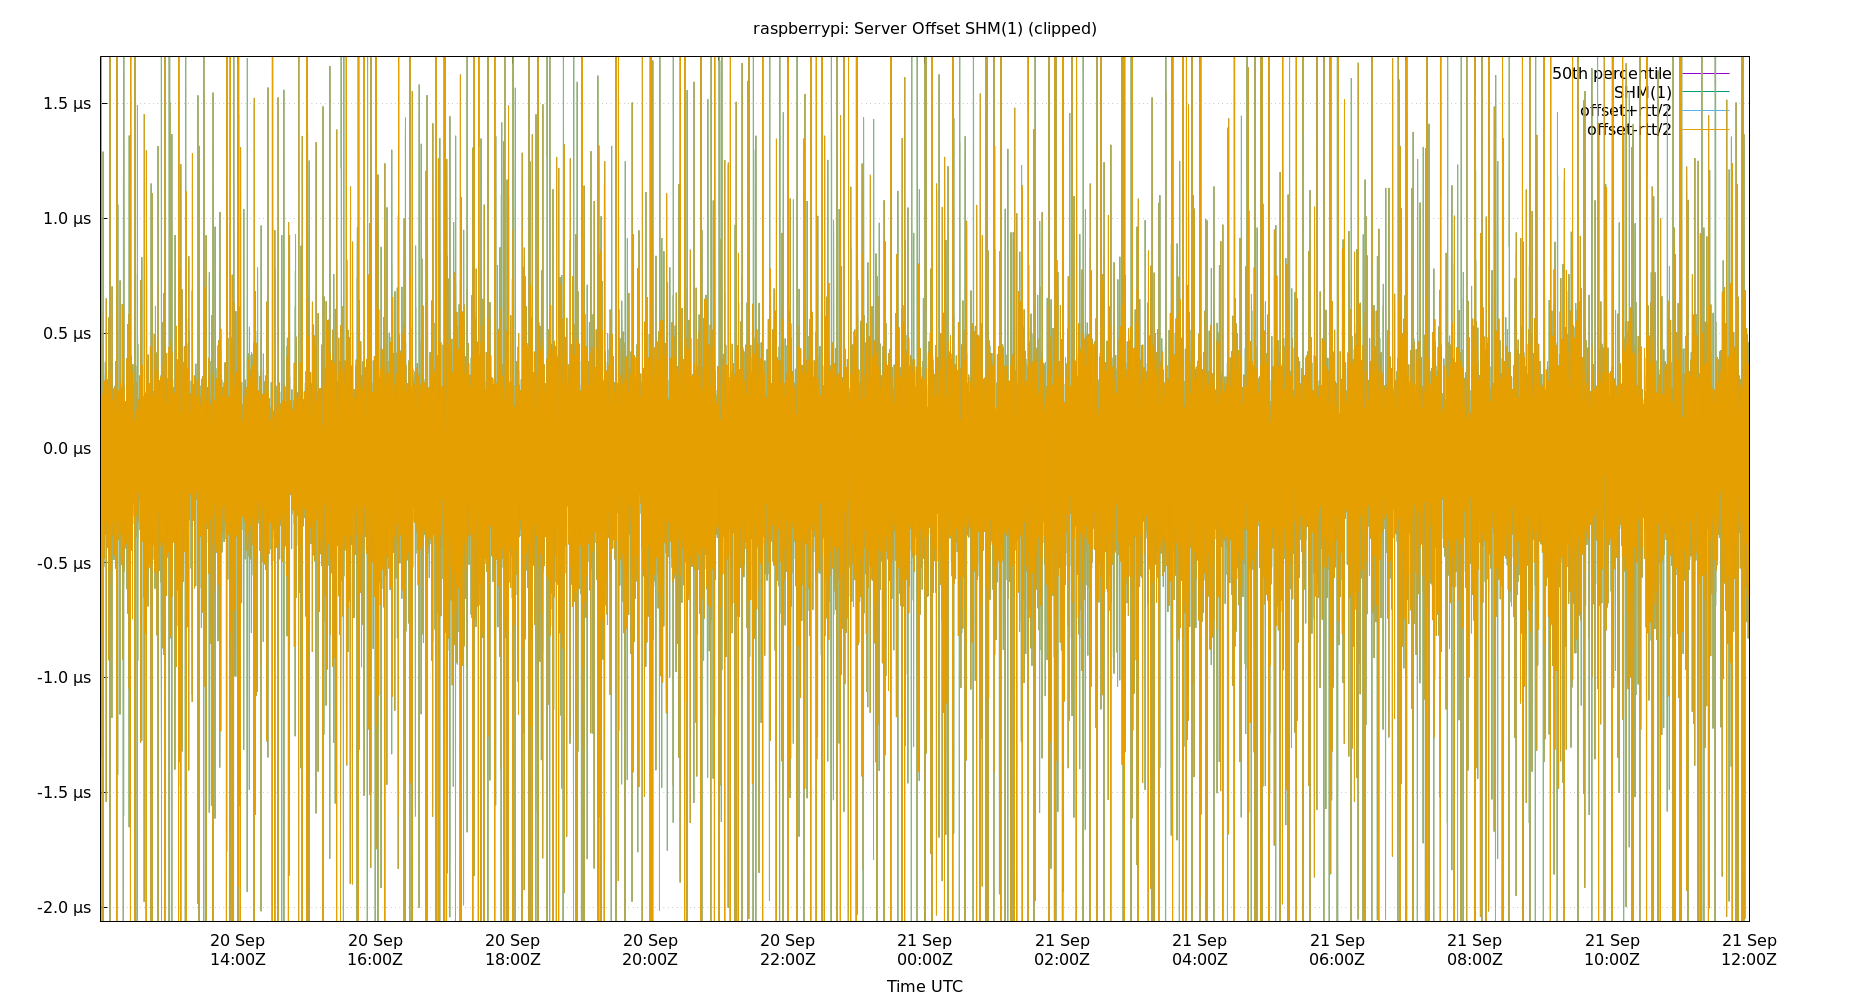 raspberrypi: Server Offset SHM(1) (clipped)
50th percentile
SHM(1)
offset+rtt/2
offset-rtt/2
1.5 µs
1.0 µs
0.5 µs
0.0 µs
-0.5 µs
-1.0 µs
-1.5 µs
-2.0 µs
20 Sep 20 Sep 20 Sep 20 Sep 20 Sep 21 Sep 21 Sep 21 Sep 21 Sep 21 Sep 21 Sep 21 Sep
14:00Z 16:00Z 18:00Z 20:00Z 22:00Z 00:00Z 02:00Z 04:00Z 06:00Z 08:00Z 10:00Z 12:00Z
Time UTC